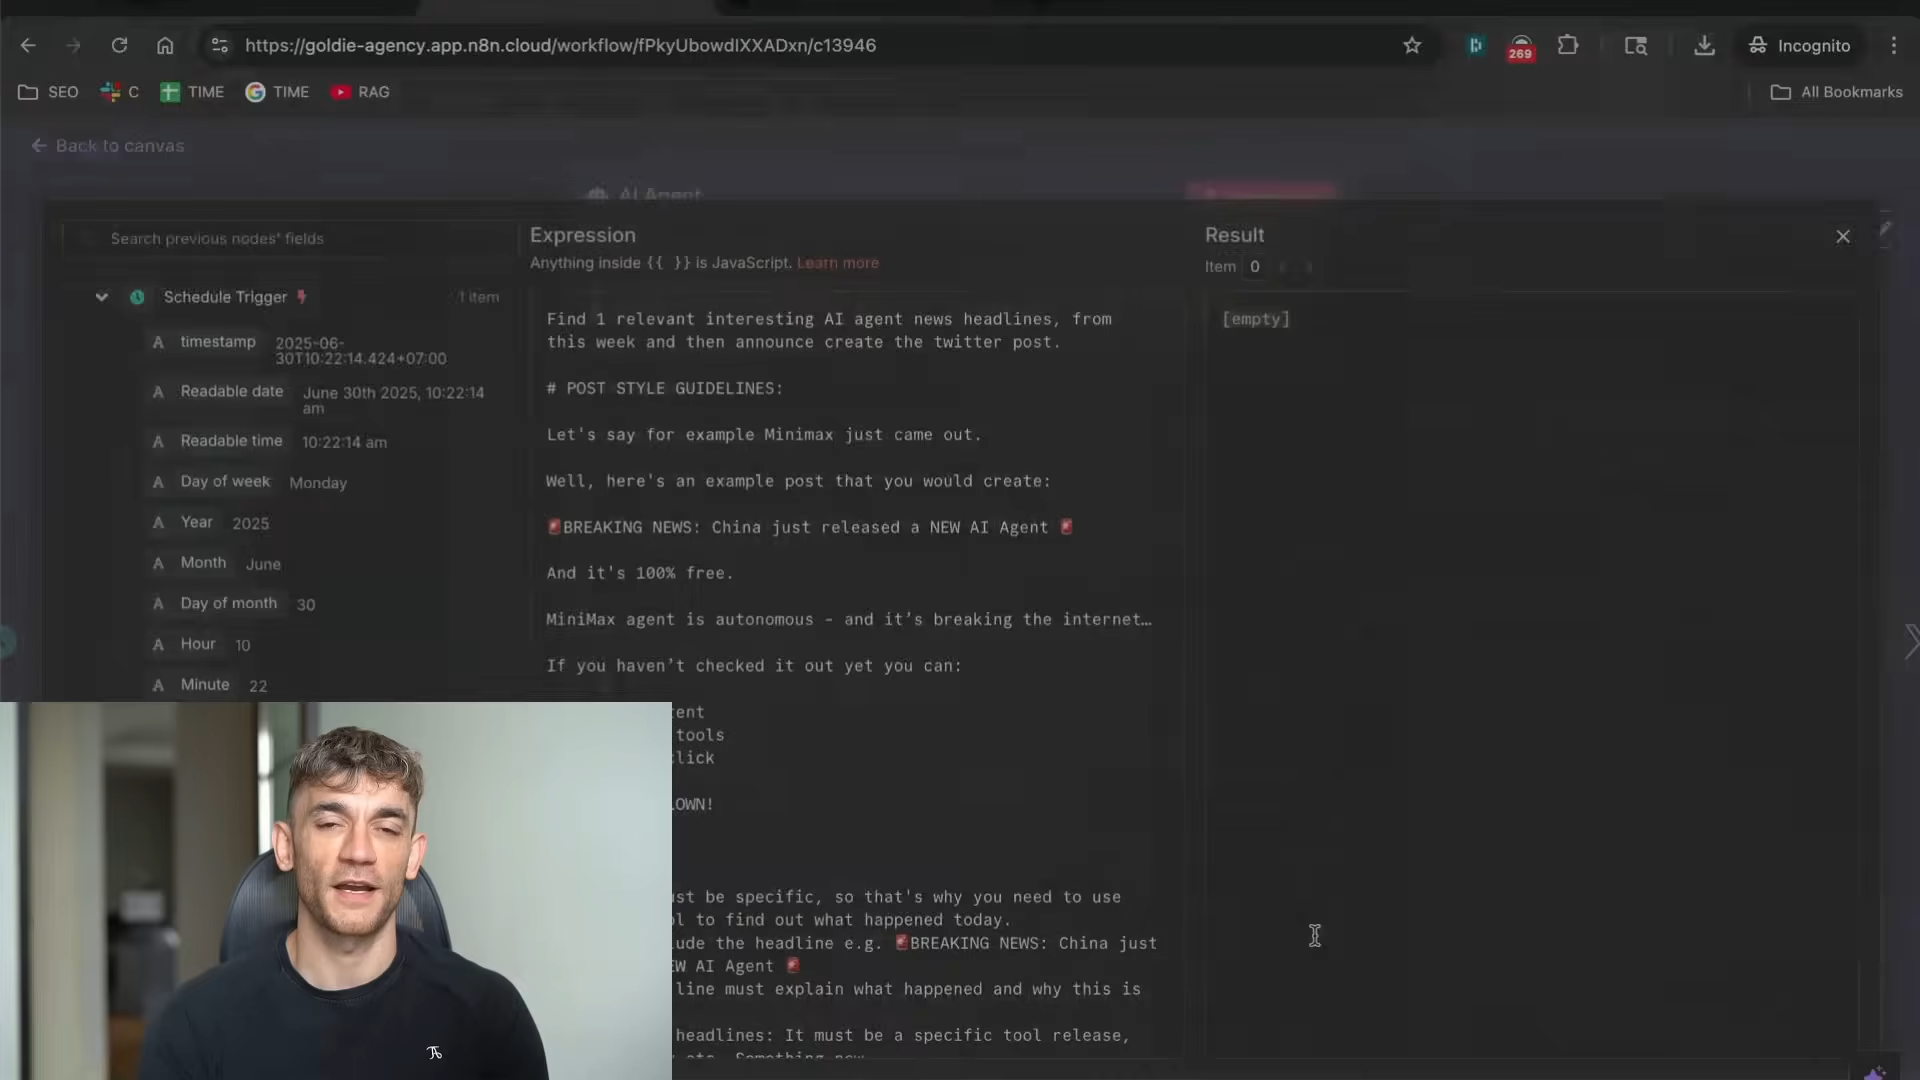 https://goldie-agency.app.n8n.cloud/workflow/fPkyUbowdIXXADxn/c13946
269
Incognito
SEO
C
TIME
TIME
RAG
All Bookmarks
Back to canvas
AI Agent
Search previous nodes' fields
Schedule Trigger
1 item
A timestamp 2025-06-
30T10:22:14.424+07:00
A Readable date June 30th 2025, 10:22:14
am
A Readable time 10:22:14 am
A Day of week Monday
A Year 2025
A Month June
A Day of month 30
A Hour 10
A Minute 22
Expression
Anything inside {{ }} is JavaScript. Learn more
Find 1 relevant interesting AI agent news headlines, from
this week and then announce create the twitter post.
# POST STYLE GUIDELINES:
Let's say for example Minimax just came out.
Well, here's an example post that you would create:
🚨BREAKING NEWS: China just released a NEW AI Agent 🚨
And it's 100% free.
MiniMax agent is autonomous - and it’s breaking the internet…
If you haven’t checked it out yet you can:
tools
must be specific, so that's why you need to use
to find out what happened today.
the headline e.g. 🚨BREAKING NEWS: China just
AI Agent 🚨
line must explain what happened and why this is
headlines: It must be a specific tool release,
Result
Item 0
[empty]